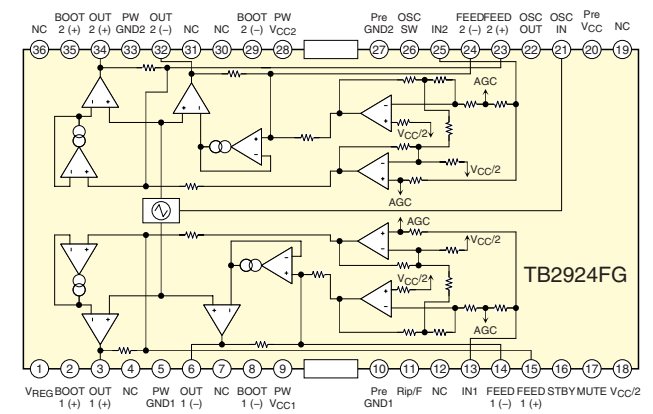 BOOT OUT PW OUT BOOT PW Pre OSC FEED FEED OSC OSC Pre
NC 2 (+) 2 (+) GND2 2 (–) NC NC 2 (–) VCC2 GND2 SW IN2 2 (–) 2 (+) OUT IN VCC NC
36 35 34 33 32 31 30 29 28 27 26 25 24 23 22 21 20 19
AGC
VCC/2
VCC/2
AGC
AGC
VCC/2
VCC/2
TB2924FG
AGC
1 2 3 4 5 6 7 8 9 10 11 12 13 14 15 16 17 18
VREG BOOT OUT NC PW OUT NC BOOT PW Pre Rip/F NC IN1 FEED FEED STBY MUTE VCC/2
1 (+) 1 (+) GND1 1 (–) 1 (–) VCC1 GND1 1 (–) 1 (+)